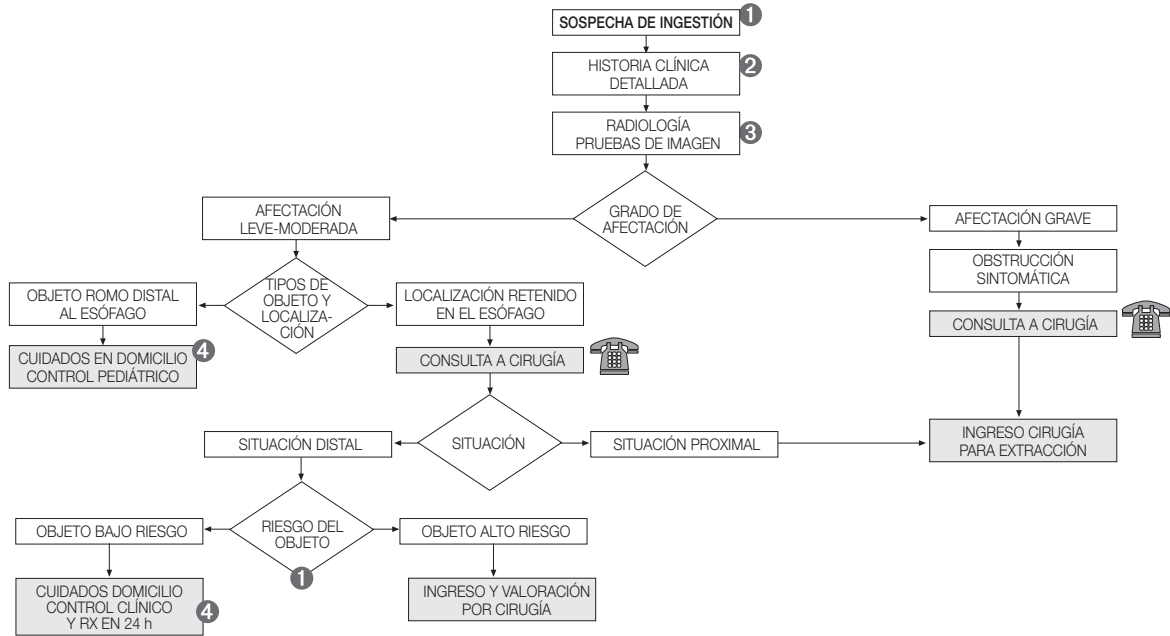 SOSPECHA DE INGESTIÓN
1
HISTORIA CLÍNICA
DETALLADA
2
RADIOLOGÍA
PRUEBAS DE IMAGEN
3
GRADO DE
AFECTACIÓN
AFECTACIÓN
LEVE-MODERADA
AFECTACIÓN GRAVE
OBSTRUCCIÓN
SINTOMÁTICA
TIPOS DE
OBJETO Y
LOCALIZA-
CIÓN
OBJETO ROMO DISTAL
AL ESÓFAGO
LOCALIZACIÓN RETENIDO
EN EL ESÓFAGO
CONSULTA A CIRUGÍA
CUIDADOS EN DOMICILIO
CONTROL PEDIÁTRICO
4
CONSULTA A CIRUGÍA
SITUACIÓN DISTAL
SITUACIÓN
SITUACIÓN PROXIMAL
INGRESO CIRUGÍA
PARA EXTRACCIÓN
OBJETO BAJO RIESGO
RIESGO DEL
OBJETO
1
OBJETO ALTO RIESGO
CUIDADOS DOMICILIO
CONTROL CLÍNICO
Y RX EN 24 h
4
INGRESO Y VALORACIÓN
POR CIRUGÍA